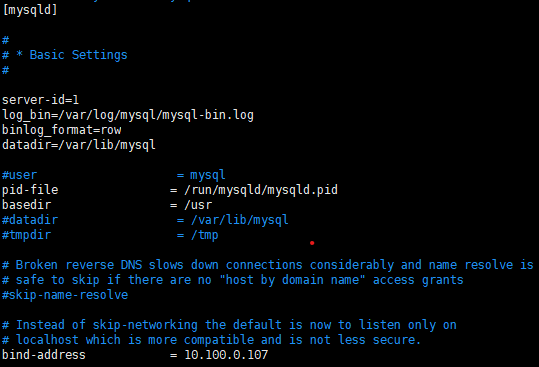 [mysqld]
#
# * Basic Settings
#
server-id=1
log_bin=/var/log/mysql/mysql-bin.log
binlog_format=row
datadir=/var/lib/mysql
#user = mysql
pid-file = /run/mysqld/mysqld.pid
basedir = /usr
#datadir = /var/lib/mysql
#tmpdir = /tmp
# Broken reverse DNS slows down connections considerably and name resolve is
# safe to skip if there are no "host by domain name" access grants
#skip-name-resolve
# Instead of skip-networking the default is now to listen only on
# localhost which is more compatible and is not less secure.
bind-address = 10.100.0.107